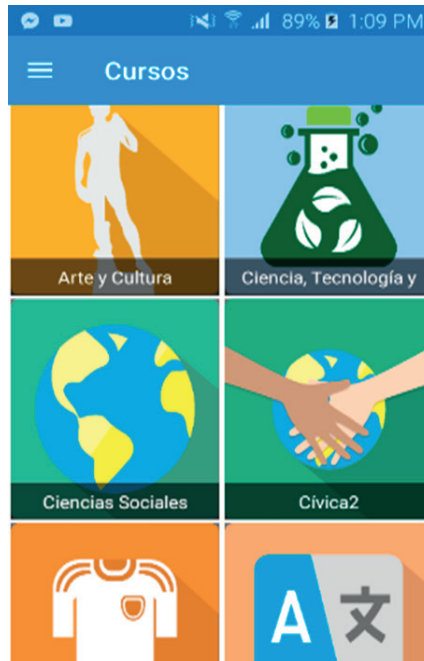 89% 1:09 PM
Cursos
Arte y Cultura
Ciencia, Tecnología y
Ciencias Sociales
Cívica2
A 文